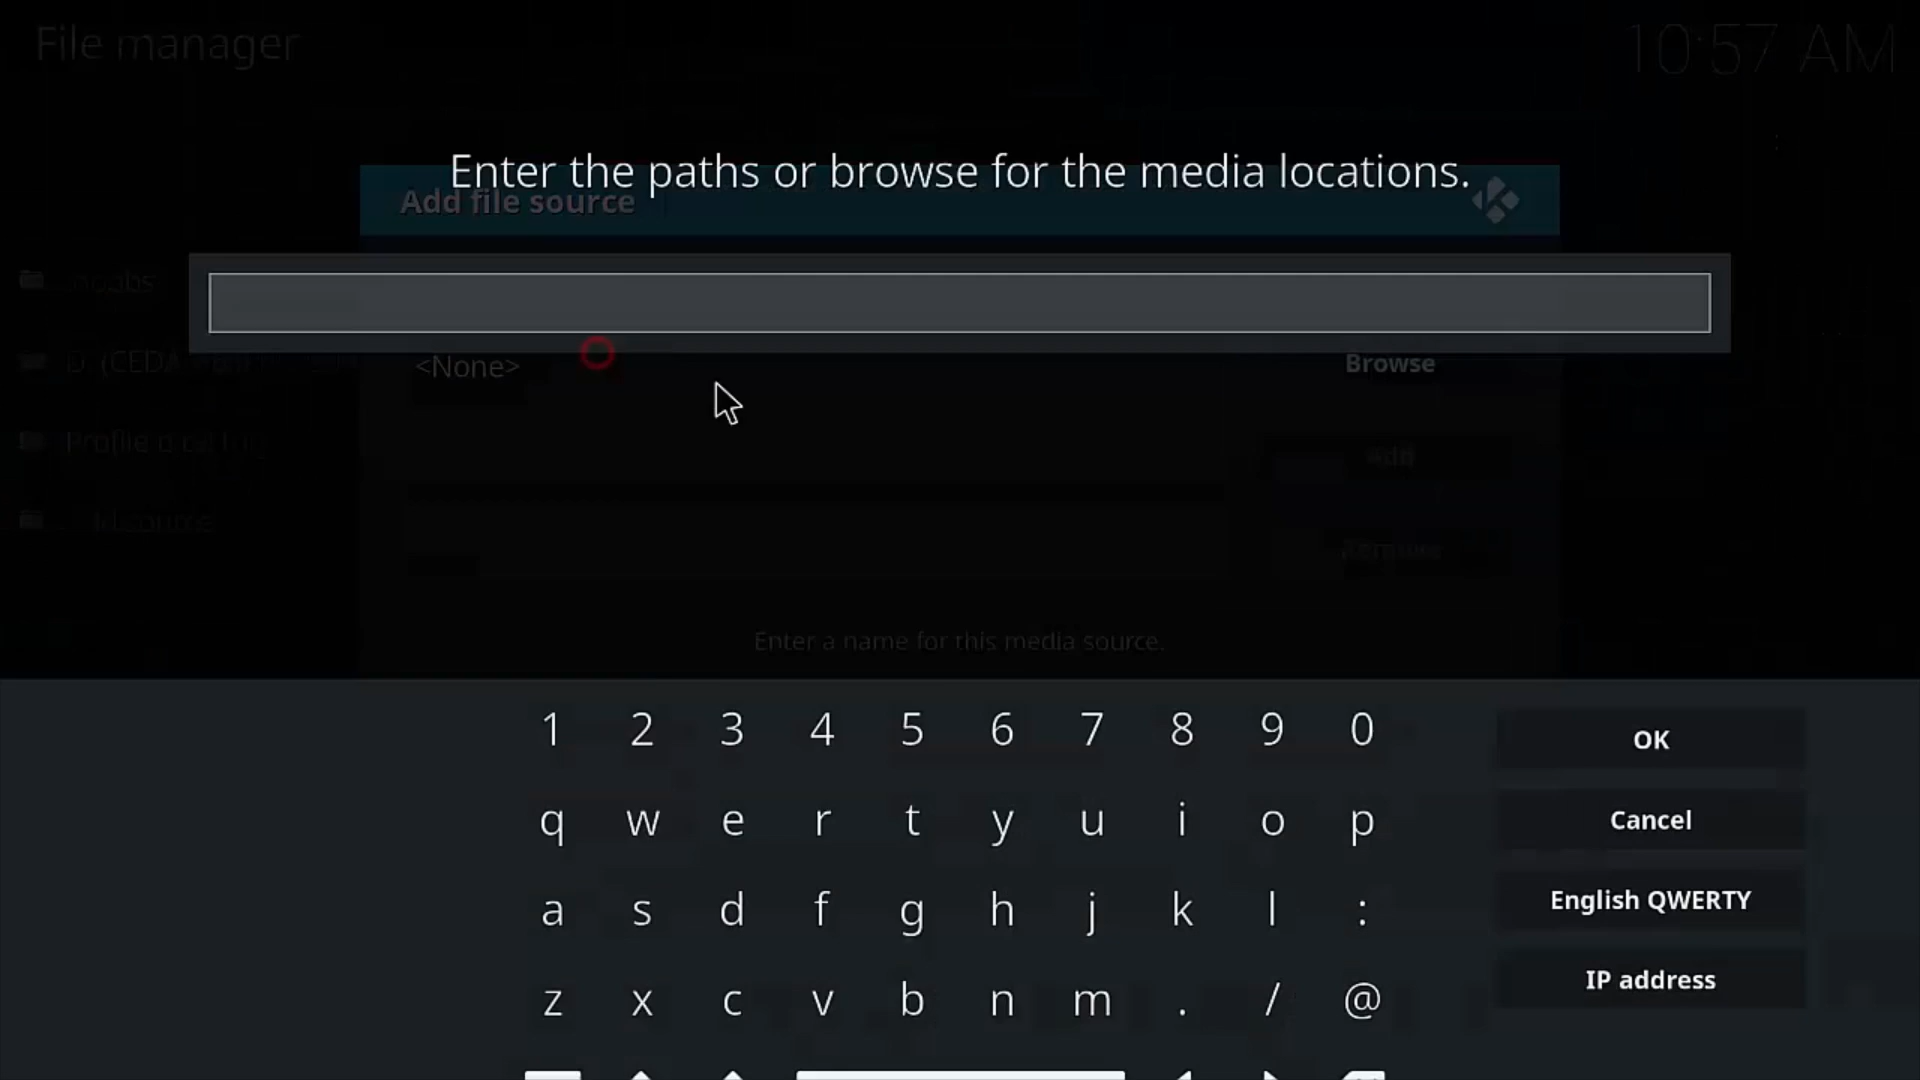 File manager
10:57 AM
Enter the paths or browse for the media locations.
Add file source
<None>
Browse
Add
Enter a name for this media source.
1 2 3 4 5 6 7 8 9 0
OK
q w e r t y u i o p
Cancel
a s d f g h j k l :
English QWERTY
z x c v b n m . / @
IP address